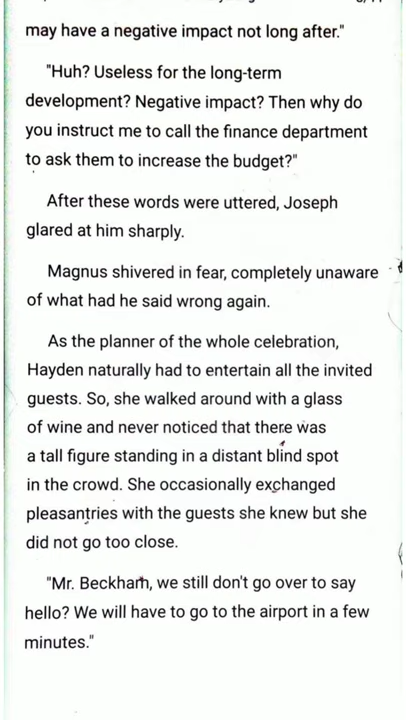 may have a negative impact not long after."
"Huh? Useless for the long-term
development? Negative impact? Then why do
you instruct me to call the finance department
to ask them to increase the budget?"
After these words were uttered, Joseph
glared at him sharply.
Magnus shivered in fear, completely unaware
of what had he said wrong again.
As the planner of the whole celebration,
Hayden naturally had to entertain all the invited
guests. So, she walked around with a glass
of wine and never noticed that there was
a tall figure standing in a distant blind spot
in the crowd. She occasionally exchanged
pleasantries with the guests she knew but she
did not go too close.
"Mr. Beckham, we still don't go over to say
hello? We will have to go to the airport in a few
minutes."